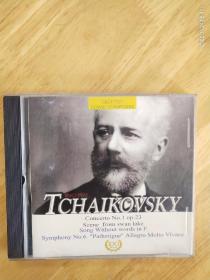 TCHAIKOVSKY
Concerto No.1 op.23
Scene from swan lake
Song Without words in F
Symphony No.6. "Pathetique" Allegro Molto Vivace